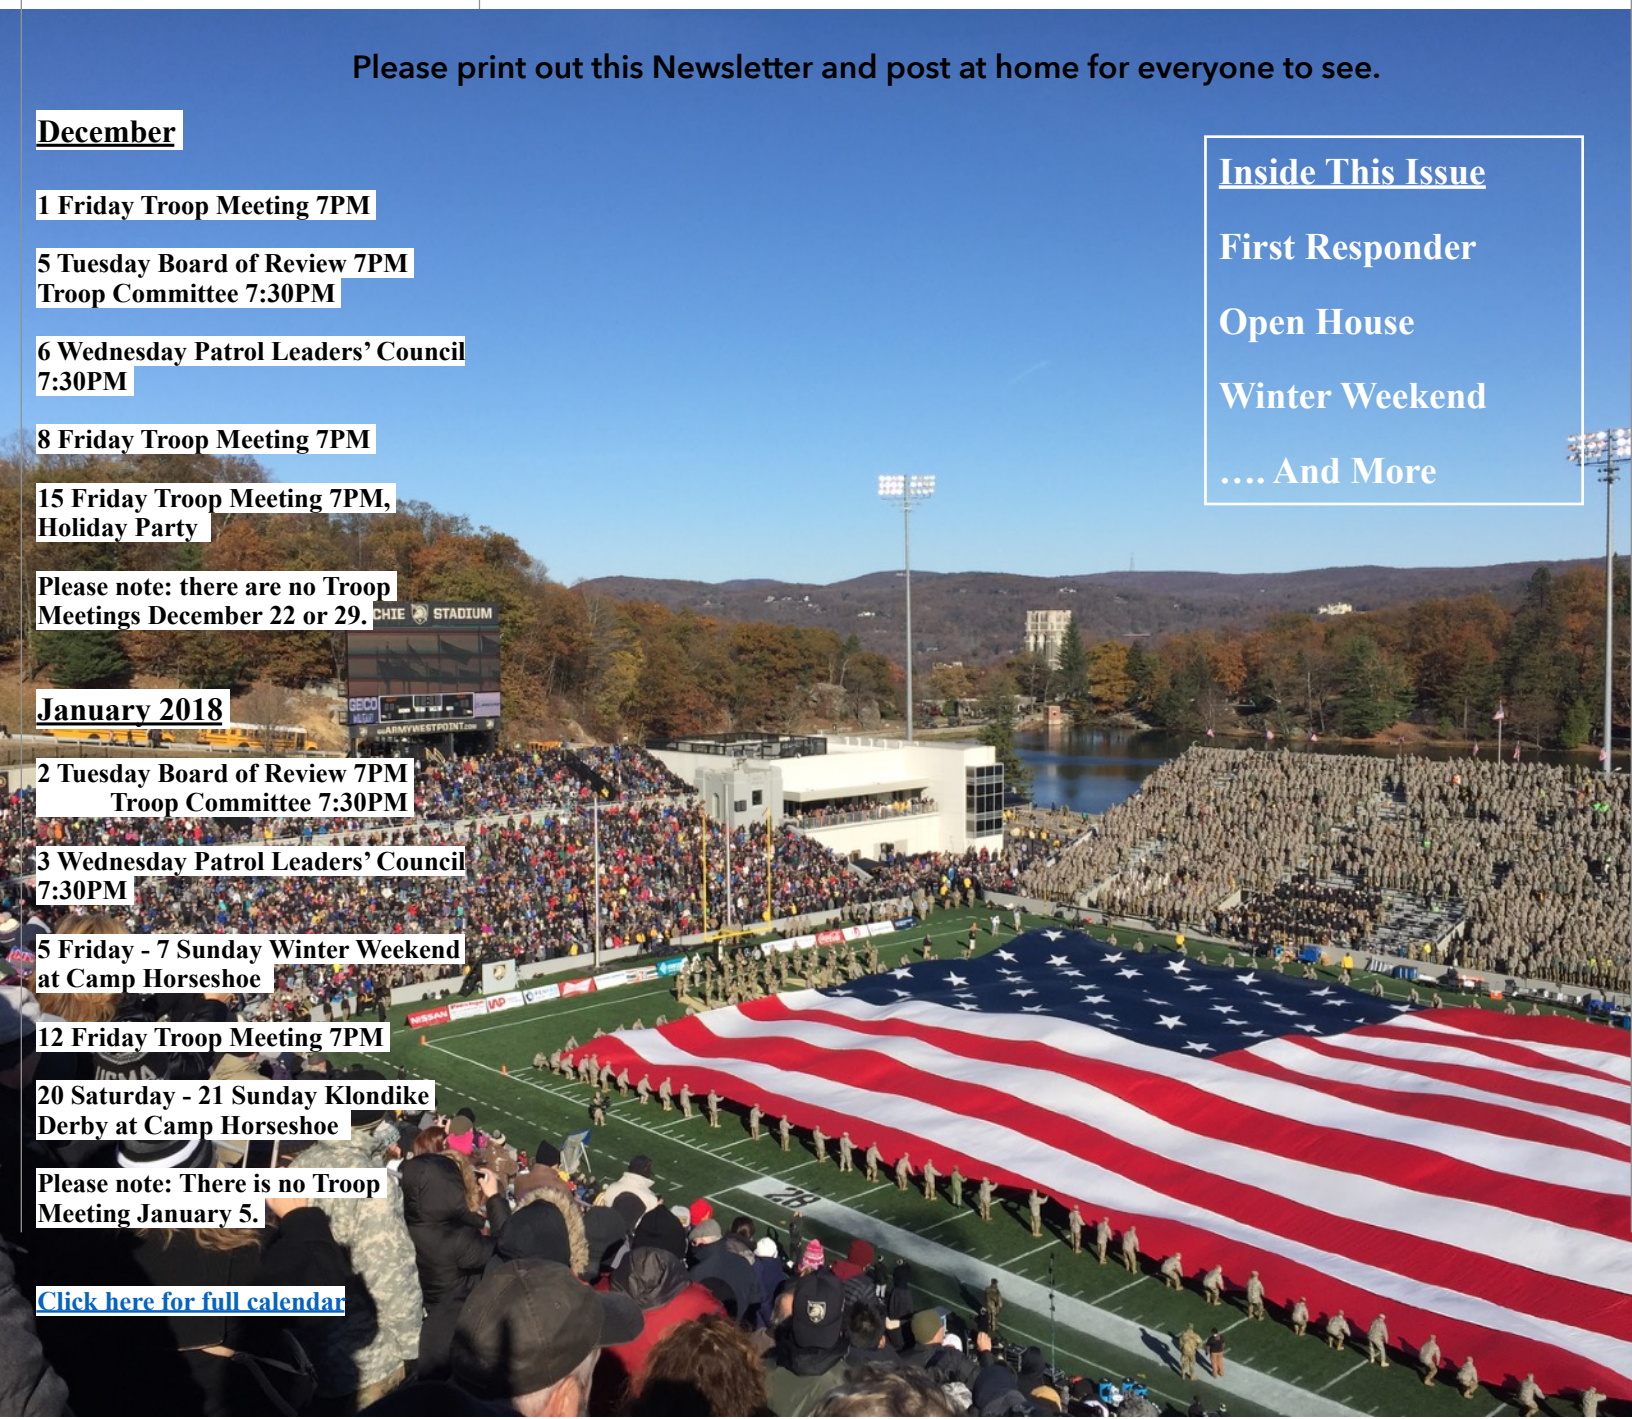 Please print out this Newsletter and post at home for everyone to see.
December
1 Friday Troop Meeting 7PM
5 Tuesday Board of Review 7PM
Troop Committee 7:30PM
6 Wednesday Patrol Leaders’ Council
7:30PM
8 Friday Troop Meeting 7PM
15 Friday Troop Meeting 7PM,
Holiday Party
Please note: there are no Troop
Meetings December 22 or 29.
January 2018
2 Tuesday Board of Review 7PM
Troop Committee 7:30PM
3 Wednesday Patrol Leaders’ Council
7:30PM
5 Friday - 7 Sunday Winter Weekend
at Camp Horseshoe
12 Friday Troop Meeting 7PM
20 Saturday - 21 Sunday Klondike
Derby at Camp Horseshoe
Please note: There is no Troop
Meeting January 5.
Click here for full calendar
Inside This Issue
First Responder
Open House
Winter Weekend
…. And More
CHIE STADIUM
GEICO
MILITARY
GOARMYWESTPOINT.COM
NISSAN
USMA